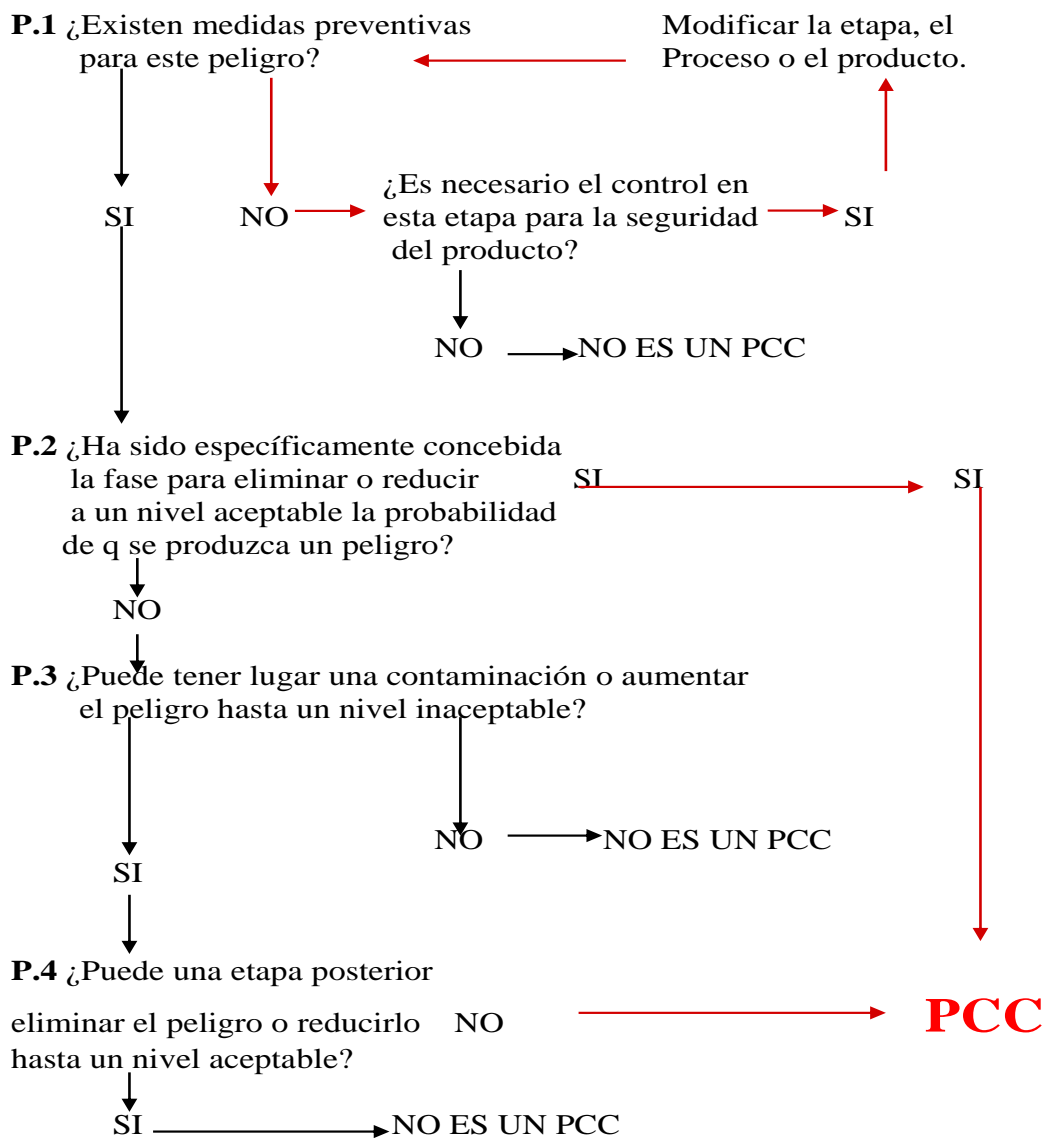 P.1 ¿Existen medidas preventivas
para este peligro?
Modificar la etapa, el
Proceso o el producto.
SI
NO
¿Es necesario el control en
esta etapa para la seguridad
del producto?
SI
NO
NO ES UN PCC
P.2 ¿Ha sido específicamente concebida
la fase para eliminar o reducir
a un nivel aceptable la probabilidad
de q se produzca un peligro?
SI
SI
NO
P.3 ¿Puede tener lugar una contaminación o aumentar
el peligro hasta un nivel inaceptable?
NO
NO ES UN PCC
SI
P.4 ¿Puede una etapa posterior
eliminar el peligro o reducirlo
hasta un nivel aceptable?
NO
PCC
SI
NO ES UN PCC